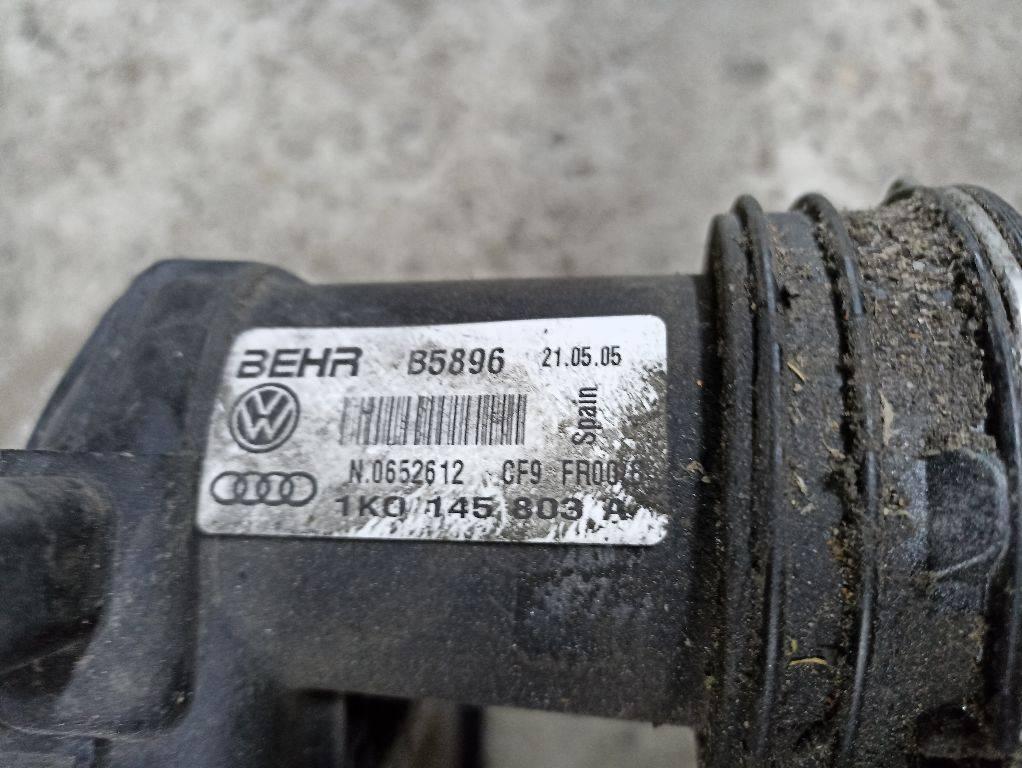 BEHR B5896 21.05.05
Spain
N.0652612 CF9 FR00
1K0 145 803 A